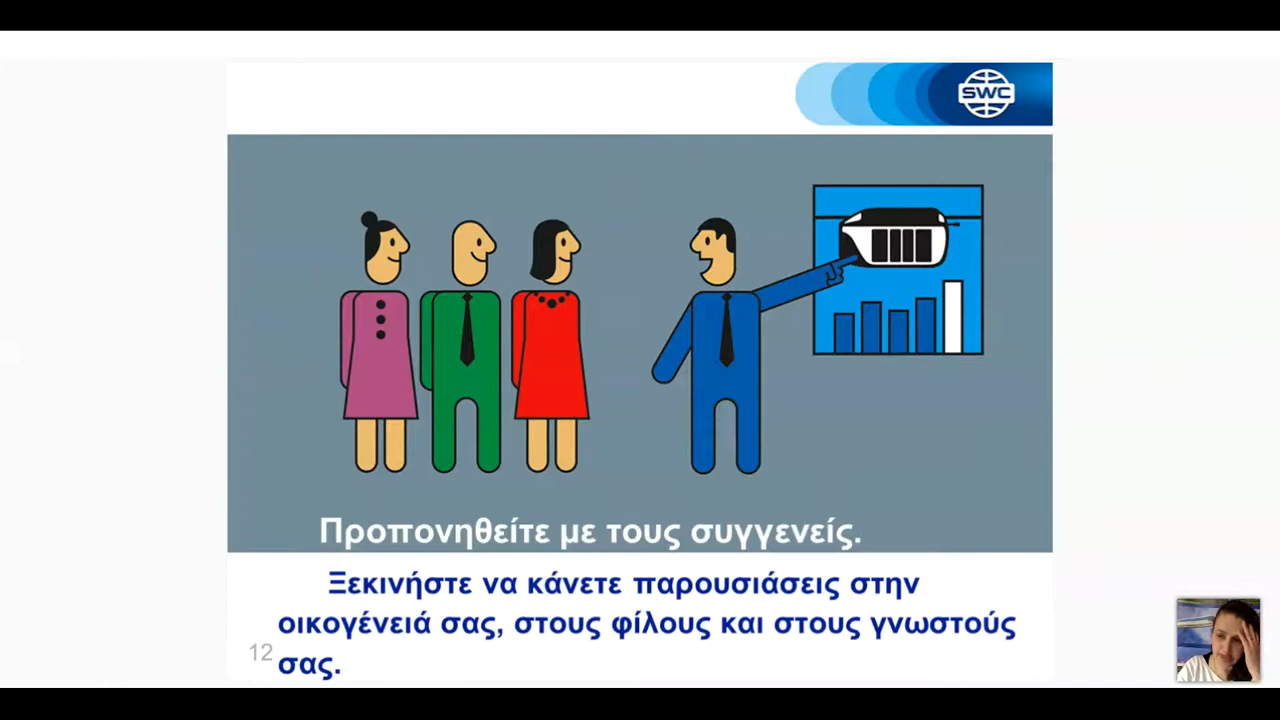 SWC
Προπονηθείτε με τους συγγενείς.
Ξεκινήστε να κάνετε παρουσιάσεις στην
οικογένειά σας, στους φίλους και στους γνωστούς
12 σας.